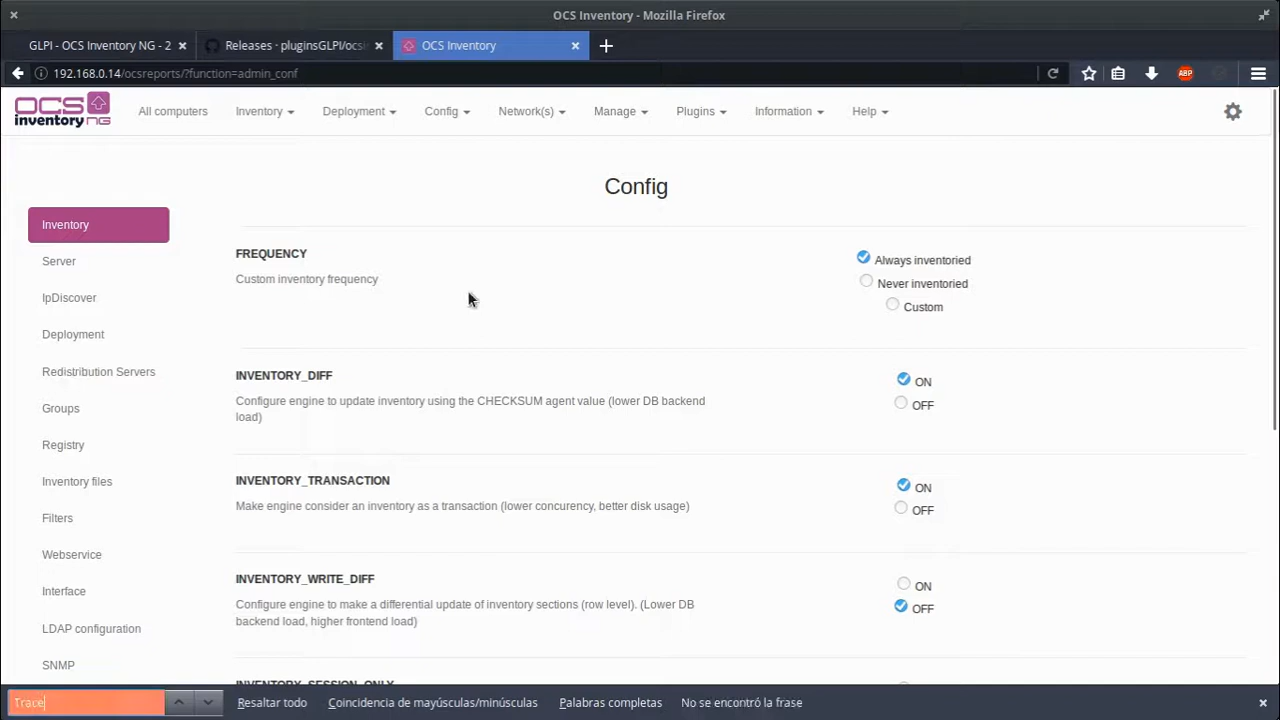 OCS Inventory - Mozilla Firefox
GLPI - OCS Inventory NG - 2
Releases · pluginsGLPI/ocsi
OCS Inventory
192.168.0.14/ocsreports/?function=admin_conf
ABP
OCS
inventory NG
All computers
Inventory
Deployment
Config
Network(s)
Manage
Plugins
Information
Help
Config
Inventory
Server
IpDiscover
Deployment
Redistribution Servers
Groups
Registry
Inventory files
Filters
Webservice
Interface
LDAP configuration
SNMP
FREQUENCY
Custom inventory frequency
Always inventoried
Never inventoried
Custom
INVENTORY_DIFF
Configure engine to update inventory using the CHECKSUM agent value (lower DB backend
load)
ON
OFF
INVENTORY_TRANSACTION
Make engine consider an inventory as a transaction (lower concurency, better disk usage)
ON
OFF
INVENTORY_WRITE_DIFF
Configure engine to make a differential update of inventory sections (row level). (Lower DB
backend load, higher frontend load)
ON
OFF
INVENTORY_SESSION_ONLY
Trace
Resaltar todo
Coincidencia de mayúsculas/minúsculas
Palabras completas
No se encontró la frase